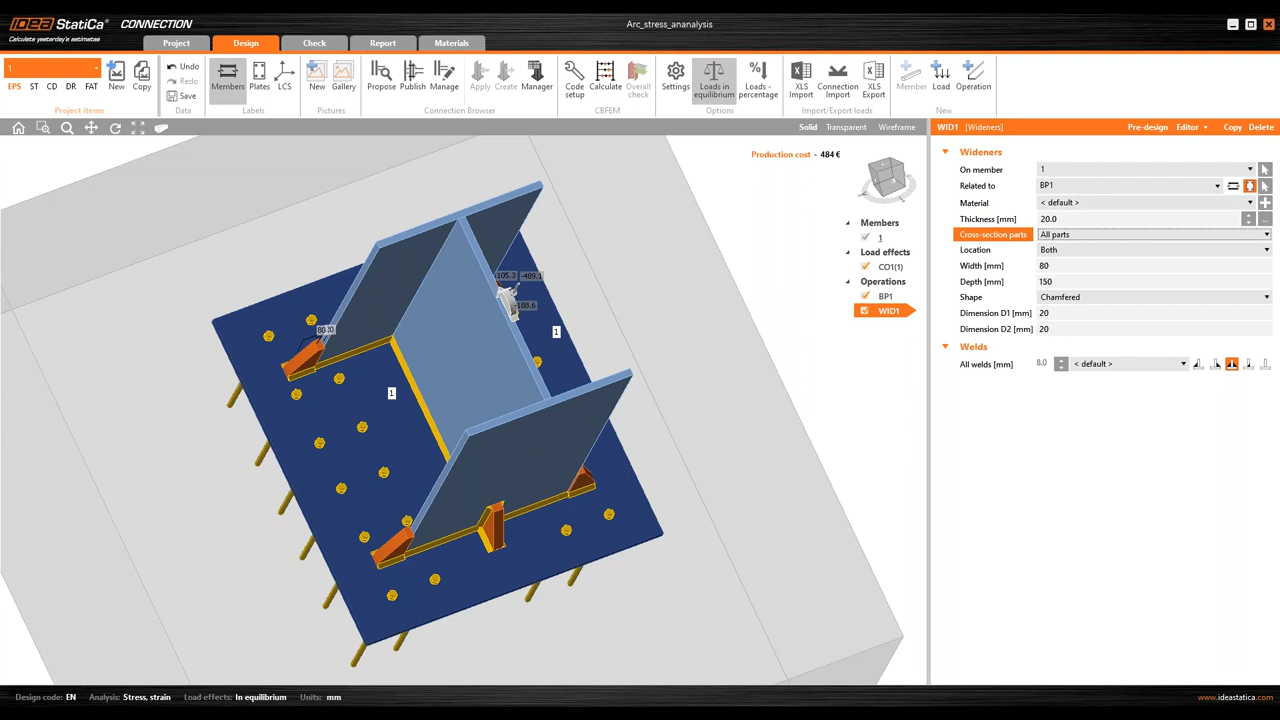 IDEA StatiCa® CONNECTION
Calculate yesterday's estimates
Arc_stress_ananalysis
Project Design Check Report Materials
1
EPS ST CD DR FAT
New Copy
Project items
Undo
Redo
Save
Data
Members Plates LCS
Labels
New Gallery
Pictures
Propose Publish Manage
Connection Browser
Apply Create Manager
Code setup Calculate Overall check
CBFEM
Settings Loads in equilibrium Loads - percentage
Options
XLS Import Connection Import XLS Export
Import/Export loads
Member Load Operation
New
Solid Transparent Wireframe
WID1 [Wideners] Pre-design Editor Copy Delete
Production cost - 484 €
Members
1
Load effects
CO1(1)
Operations
BP1
WID1
-489.1
-188.6
1
1
Wideners
On member 1
Related to BP1
Material < default >
Thickness [mm] 20.0
Cross-section parts All parts
Location Both
Width [mm] 80
Depth [mm] 150
Shape Chamfered
Dimension D1 [mm] 20
Dimension D2 [mm] 20
Welds
All welds [mm] 8.0 < default >
Design code: EN Analysis: Stress, strain Load effects: In equilibrium Units: mm
www.ideastatica.com